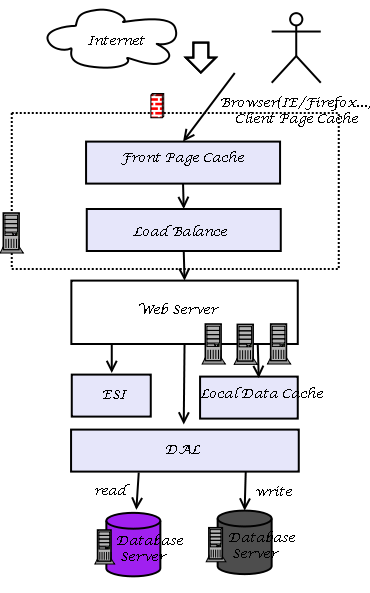 Internet
Browser(IE/Firefox...,
Client Page Cache
Front Page Cache
Load Balance
Web Server
ESI
Local Data Cache
DAL
read
write
Database
Server
Database
Server